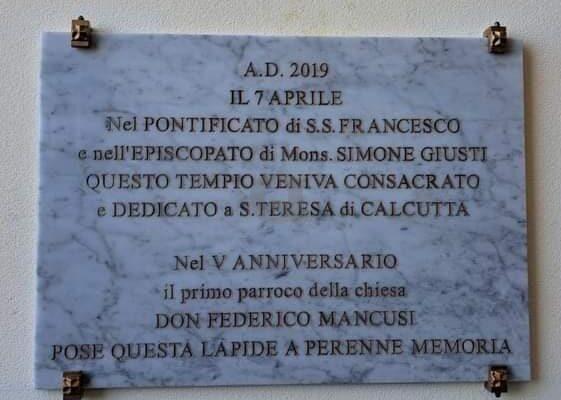 A.D. 2019
IL 7 APRILE
Nel PONTIFICATO di S.S. FRANCESCO
e nell'EPISCOPATO di Mons. SIMONE GIUSTI
QUESTO TEMPIO VENIVA CONSACRATO
e DEDICATO a S. TERESA di CALCUTTA
Nel V ANNIVERSARIO
il primo parroco della chiesa
DON FEDERICO MANCUSI
POSE QUESTA LAPIDE A PERENNE MEMORIA